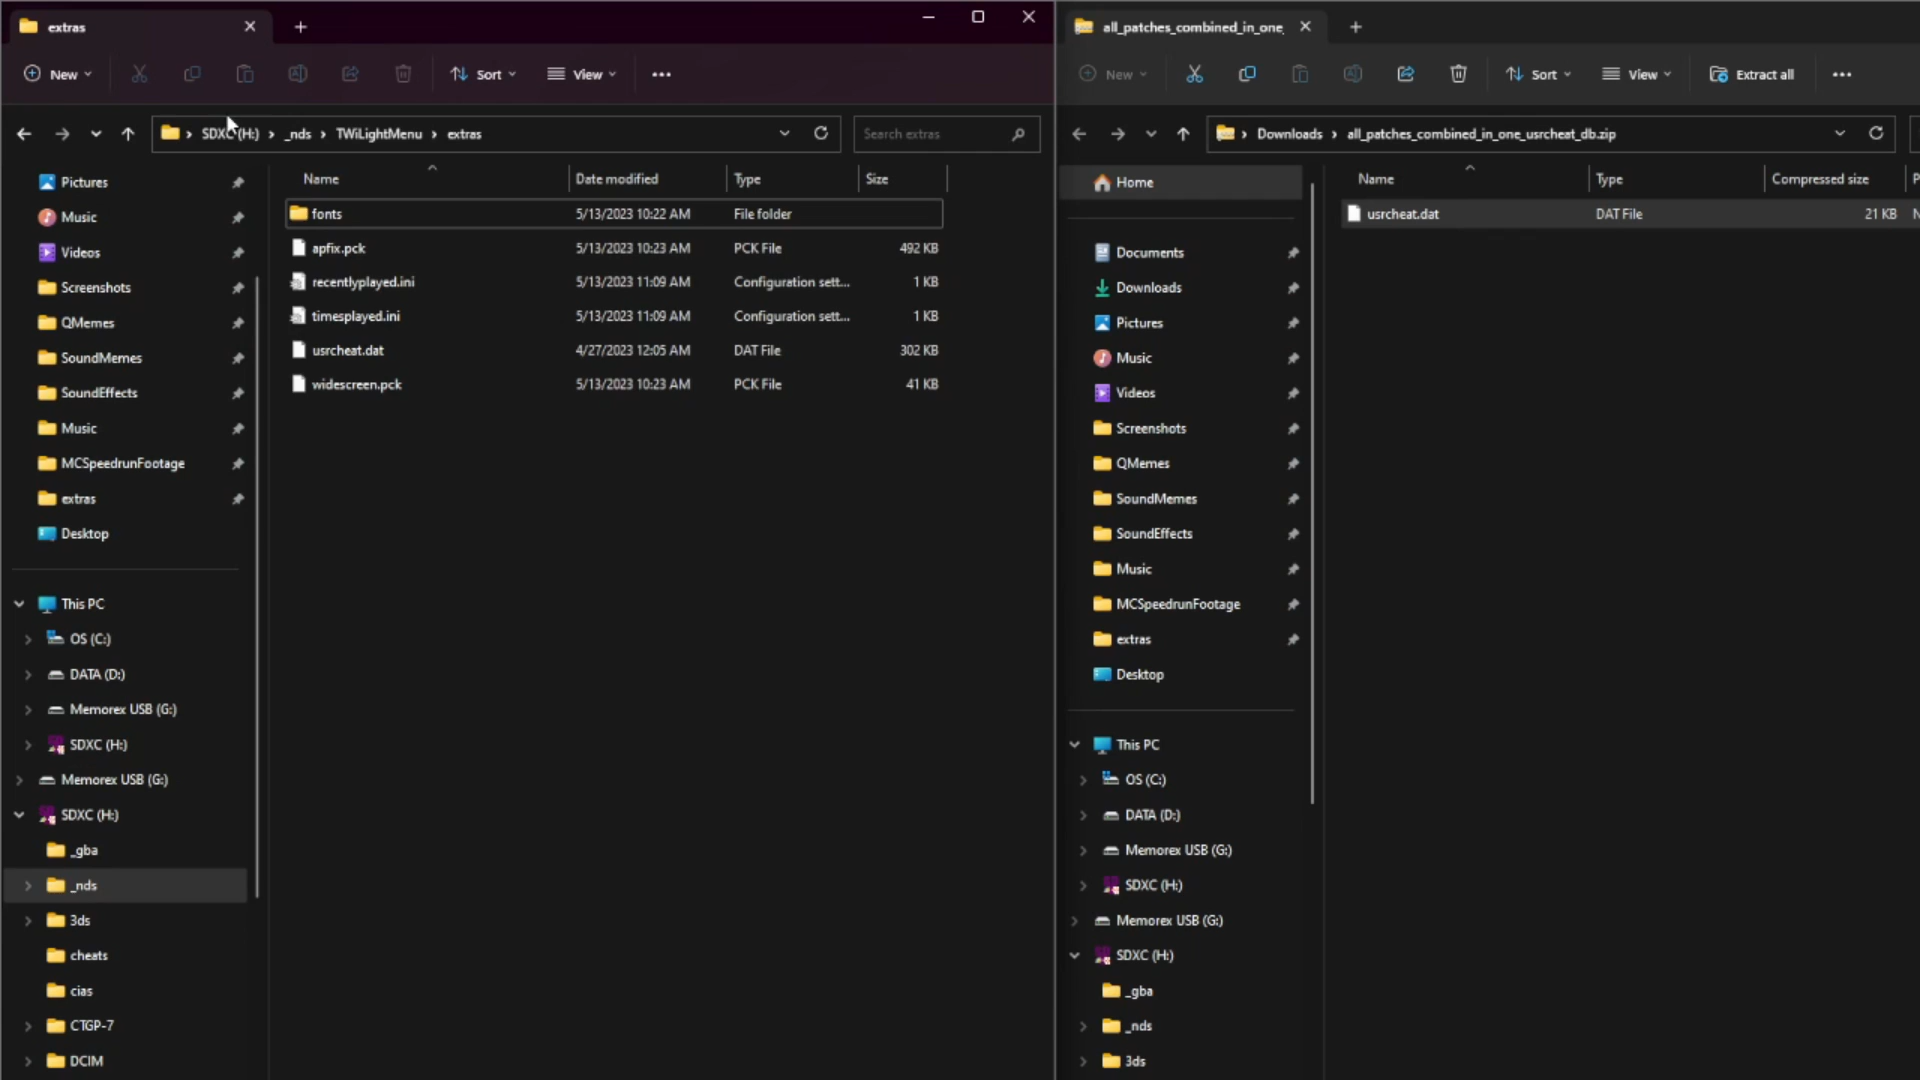 extras
New
Sort
View
SDXC (H:) › _nds › TWiLightMenu › extras
Search extras
Pictures
Music
Videos
Screenshots
QMemes
SoundMemes
SoundEffects
Music
MCSpeedrunFootage
extras
Desktop
This PC
OS (C:)
DATA (D:)
Memorex USB (G:)
SDXC (H:)
Memorex USB (G:)
SDXC (H:)
_gba
_nds
3ds
cheats
cias
CTGP-7
DCIM
Name Date modified Type Size
fonts 5/13/2023 10:22 AM File folder
apfix.pck 5/13/2023 10:23 AM PCK File 492 KB
recentlyplayed.ini 5/13/2023 11:09 AM Configuration sett... 1 KB
timesplayed.ini 5/13/2023 11:09 AM Configuration sett... 1 KB
usrcheat.dat 4/27/2023 12:05 AM DAT File 302 KB
widescreen.pck 5/13/2023 10:23 AM PCK File 41 KB
all_patches_combined_in_one_
New
Sort
View
Extract all
Downloads › all_patches_combined_in_one_usrcheat_db.zip
Home
Documents
Downloads
Pictures
Music
Videos
Screenshots
QMemes
SoundMemes
SoundEffects
Music
MCSpeedrunFootage
extras
Desktop
This PC
OS (C:)
DATA (D:)
Memorex USB (G:)
SDXC (H:)
Memorex USB (G:)
SDXC (H:)
_gba
_nds
3ds
Name Type Compressed size P
usrcheat.dat DAT File 21 KB N